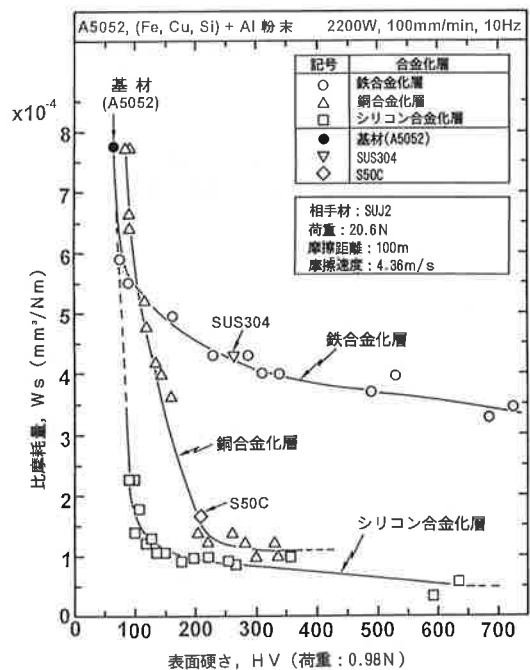 A5052, (Fe, Cu, Si) + Al 粉末 2200W, 100mm/min, 10Hz
記号 合金化層
鉄合金化層
銅合金化層
シリコン合金化層
基材(A5052)
SUS304
S50C
相手材：SUJ2
荷重：20.6N
摩擦距離：100m
摩擦速度：4.36m/s
基材
(A5052)
x10⁻⁴
8
7
6
5
4
3
2
1
0
比摩耗量, Ws (mm³/Nm)
SUS304
鉄合金化層
銅合金化層
S50C
シリコン合金化層
0 100 200 300 400 500 600 700
表面硬さ, HV (荷重：0.98N)